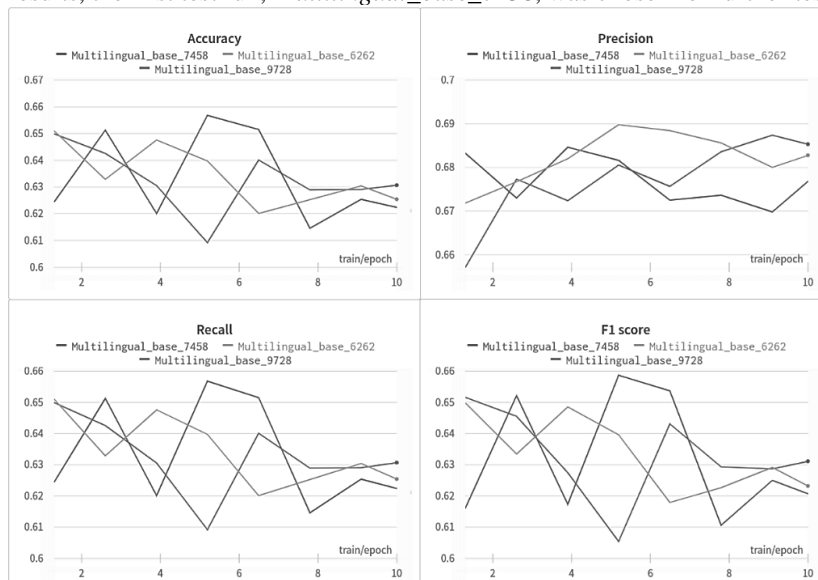 Accuracy
Multilingual_base_7458 Multilingual_base_6262
Multilingual_base_9728
0.67
0.66
0.65
0.64
0.63
0.62
0.61
0.6
train/epoch
2 4 6 8 10
Precision
Multilingual_base_7458 Multilingual_base_6262
Multilingual_base_9728
0.7
0.69
0.68
0.67
0.66
train/epoch
2 4 6 8 10
Recall
Multilingual_base_7458 Multilingual_base_6262
Multilingual_base_9728
0.66
0.65
0.64
0.63
0.62
0.61
0.6
train/epoch
2 4 6 8 10
F1 score
Multilingual_base_7458 Multilingual_base_6262
Multilingual_base_9728
0.66
0.65
0.64
0.63
0.62
0.61
0.6
train/epoch
2 4 6 8 10